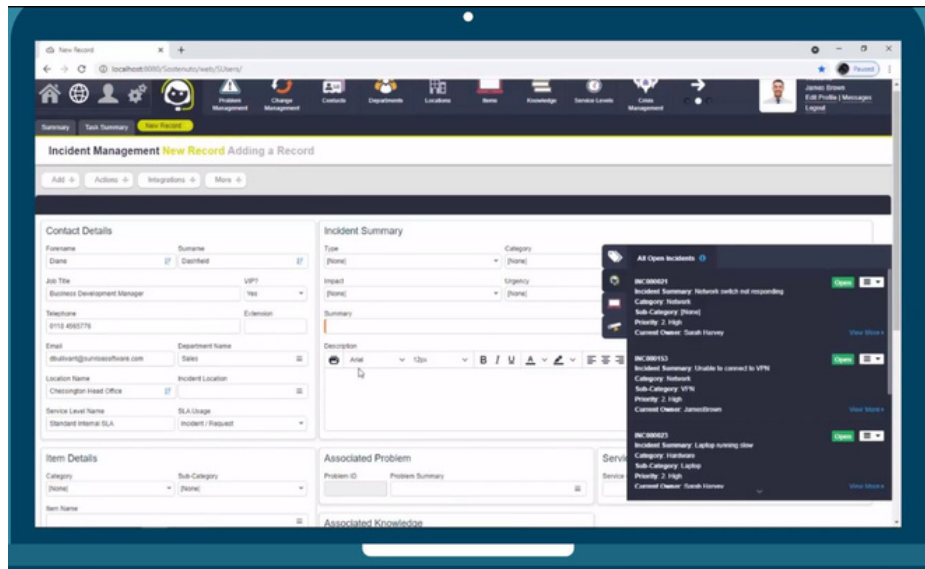 New Record
localhost:8080/Sostenuto/web/SUsers/
Paused
Problem Management
Change Management
Contacts
Departments
Locations
Items
Knowledge
Service Levels
Crisis Management
James Brown
Edit Profile | Messages
Logout
Summary
Task Summary
New Record
Incident Management New Record Adding a Record
Add
Actions
Integrations
More
Contact Details
Incident Summary
Forename
Surname
Type
Category
Diane
[None]
[None]
All Open Incidents
Job Title
VIP?
Impact
Urgency
Business Development Manager
Yes
[None]
[None]
Telephone
Extension
Summary
Email
Department Name
Description
Sales
Arial
12px
B I U A
Location Name
Incident Location
Chessington Head Office
Service Level Name
SLA Usage
Standard Internal SLA
Incident / Request
INC000021
Open
Incident Summary: Network switch not responding
Category: Network
Sub-Category: [None]
Priority: 2. High
Current Owner: Sarah Harvey
View More
INC000153
Open
Incident Summary: Unable to connect to VPN
Category: Network
Sub-Category: VPN
Priority: 2. High
Current Owner: JamesBrown
View More
INC000023
Open
Incident Summary: Laptop running slow
Category: Hardware
Sub-Category: Laptop
Priority: 2. High
Current Owner: Sarah Harvey
View More
Item Details
Associated Problem
Category
Sub-Category
Problem ID
Problem Summary
[None]
[None]
Item Name
Associated Knowledge